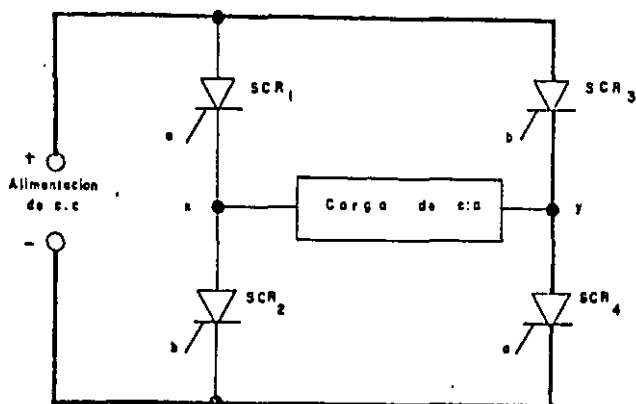 SCR1
a
SCR3
b
+
Alimentacion
de c.c
-
x
Carga de c.a
y
SCR2
b
SCR4
a